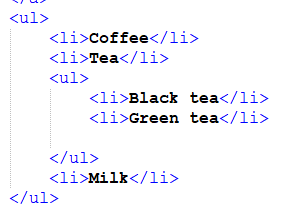 <ul>
<li>Coffee</li>
<li>Tea</li>
<ul>
<li>Black tea</li>
<li>Green tea</li>
</ul>
<li>Milk</li>
</ul>